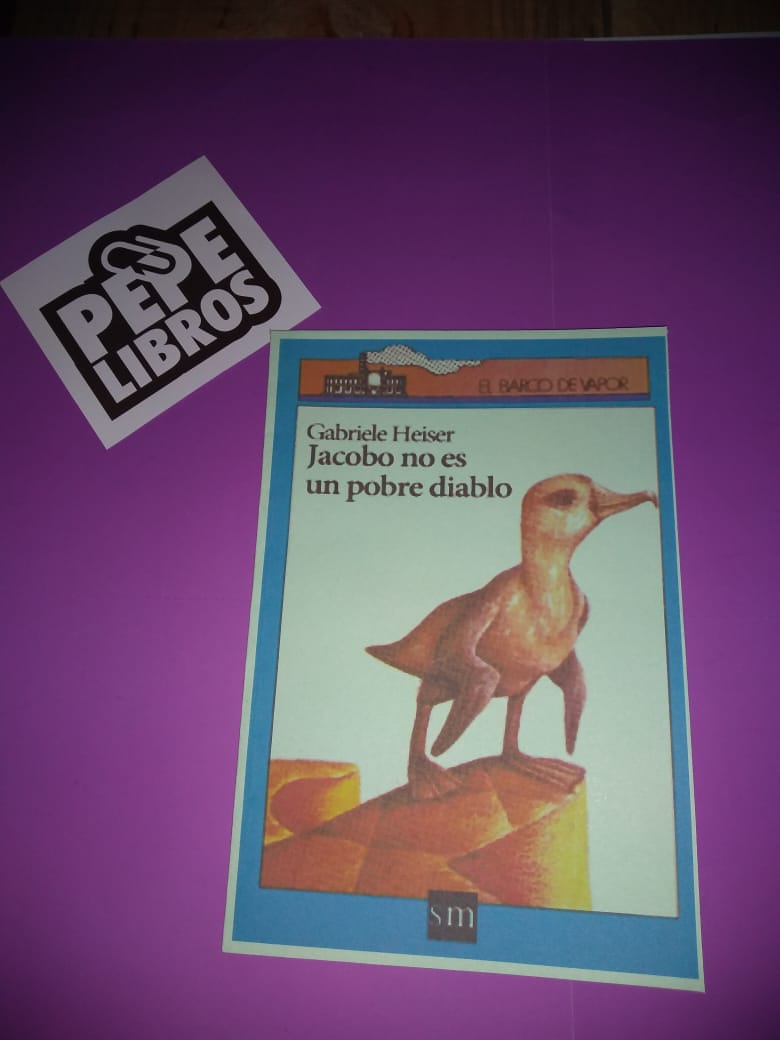 PEPE
LIBROS
EL BARCO DE VAPOR
Gabriele Heiser
Jacobo no es
un pobre diablo
sm